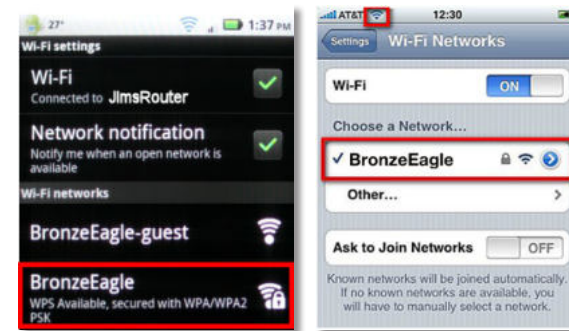 27° 1:37 PM
Wi-Fi settings
Wi-Fi
Connected to JimsRouter
Network notification
Notify me when an open network is
available
Wi-Fi networks
BronzeEagle-guest
BronzeEagle
WPS Available, secured with WPA/WPA2
PSK
AT&T 12:30
Settings Wi-Fi Networks
Wi-Fi ON
Choose a Network...
✓ BronzeEagle
Other... >
Ask to Join Networks OFF
Known networks will be joined automatically.
If no known networks are available, you
will have to manually select a network.